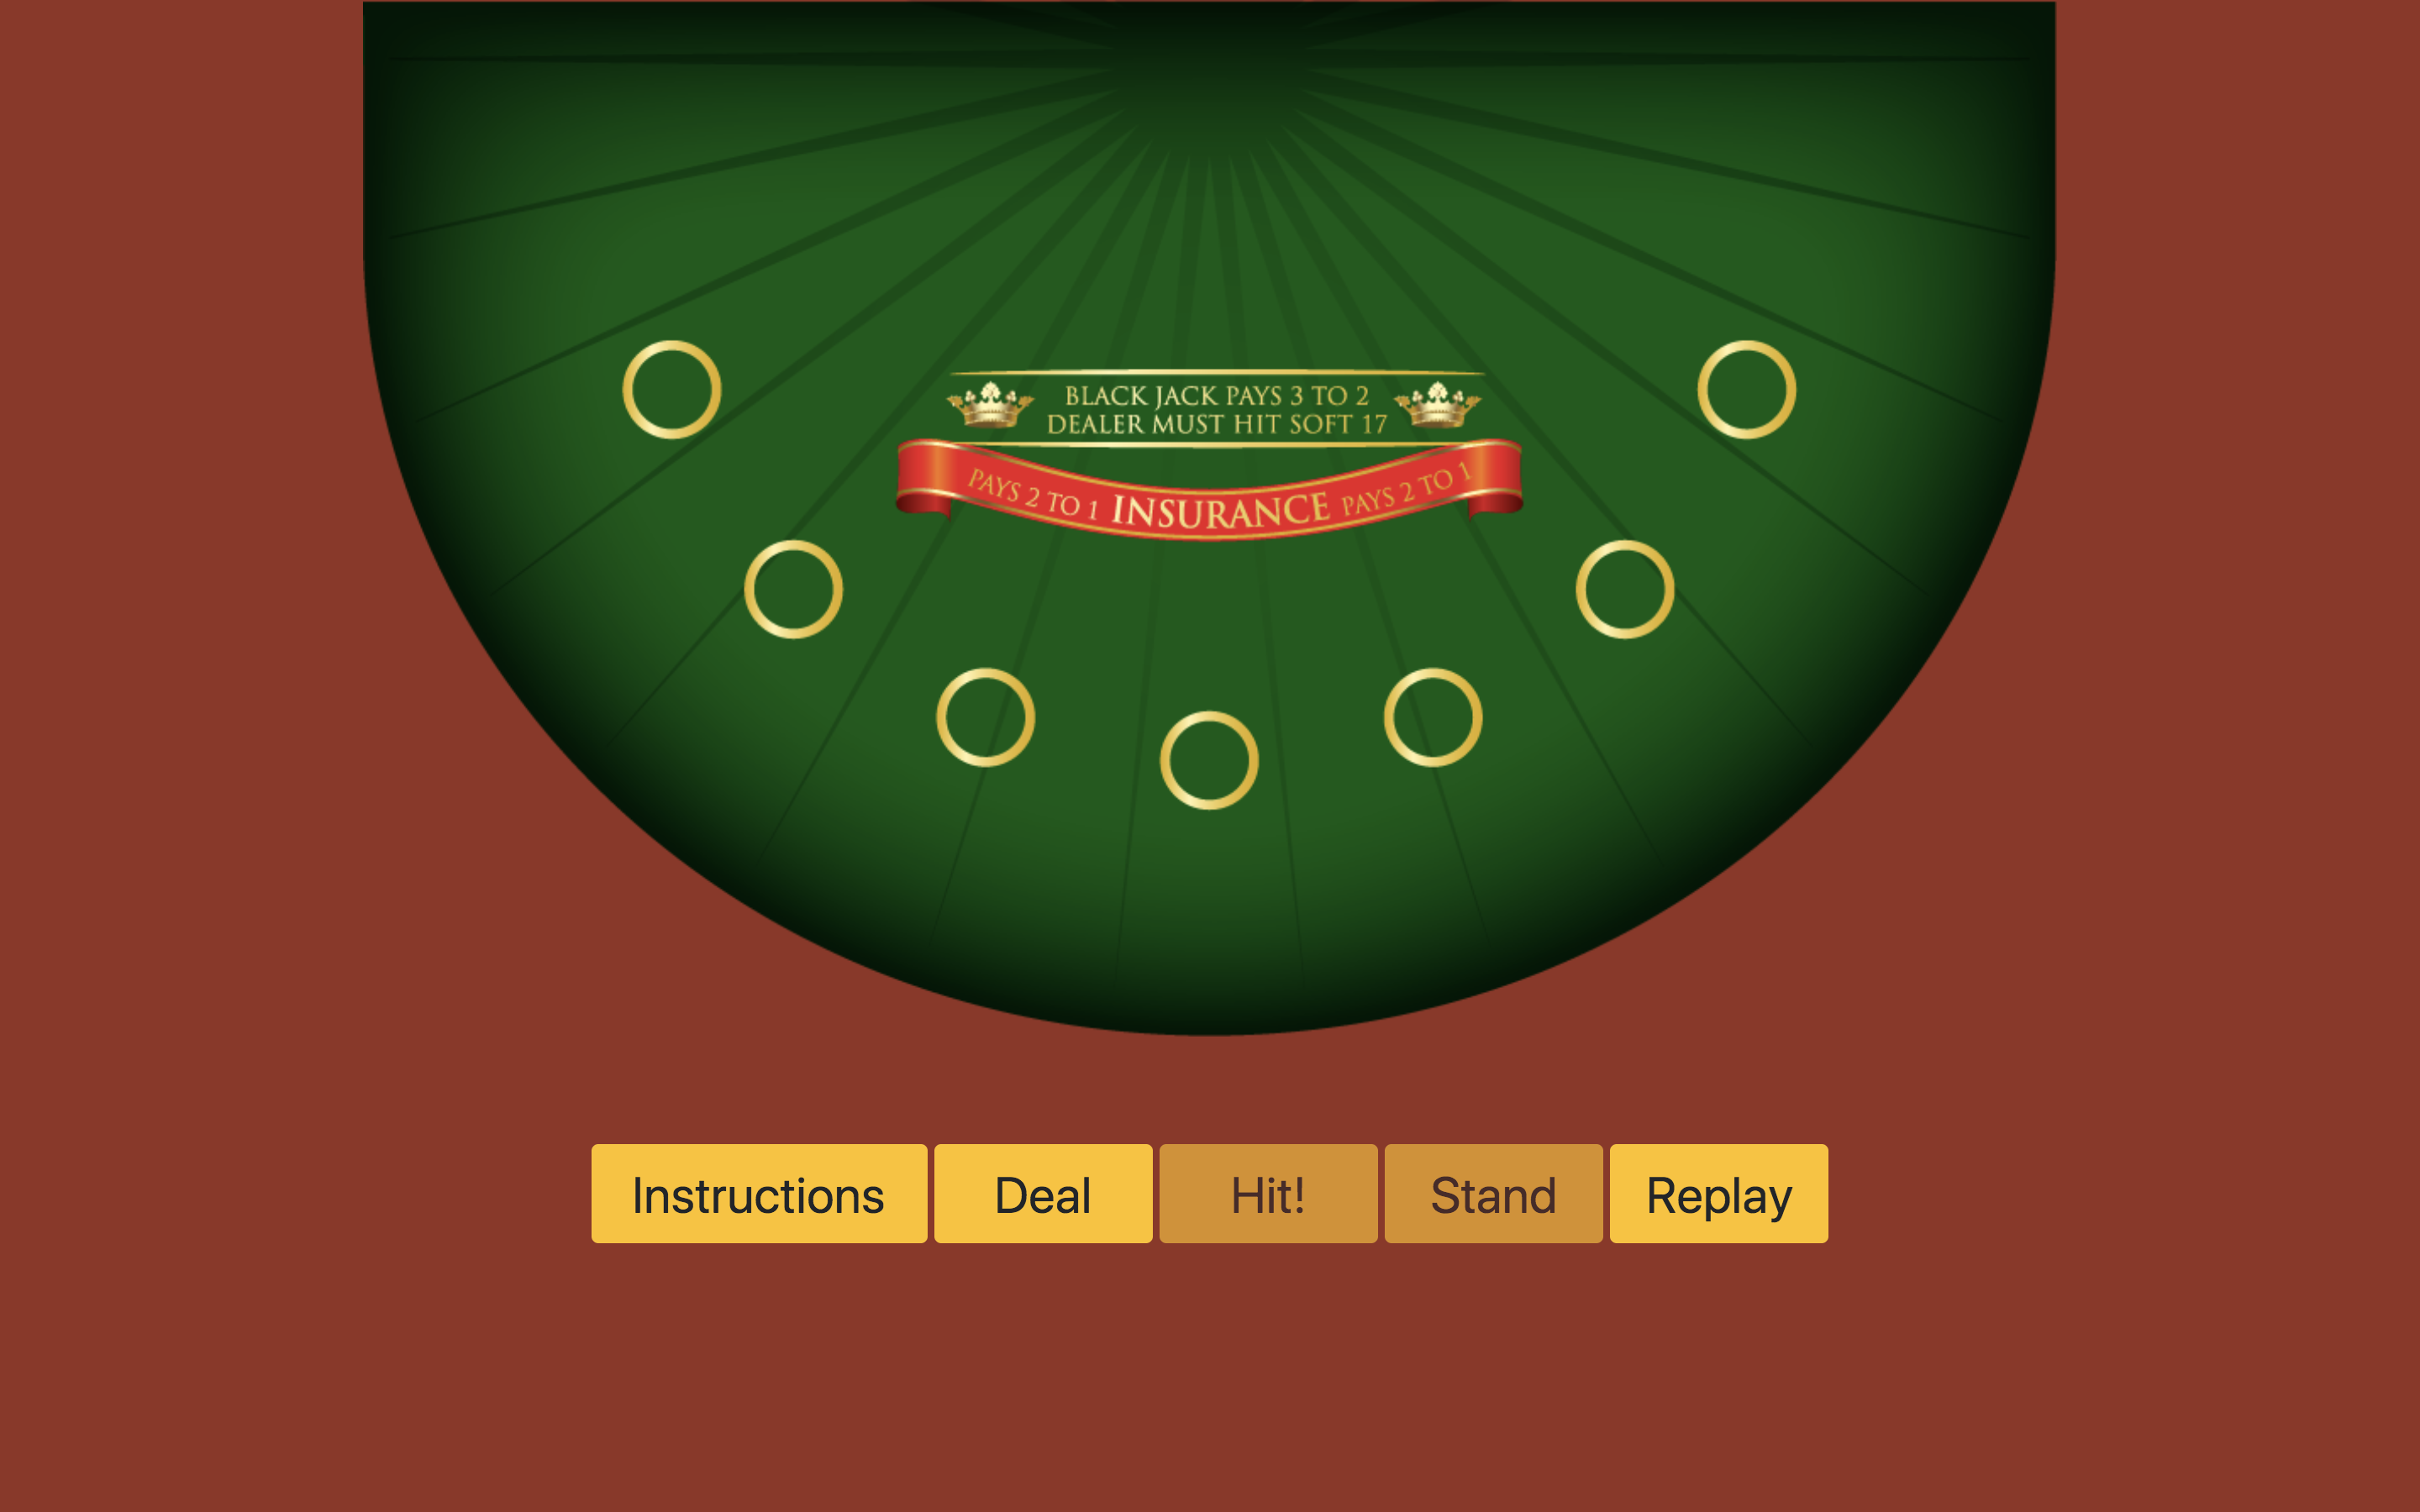 BLACK JACK PAYS 3 TO 2
DEALER MUST HIT SOFT 17
PAYS 2 TO 1 INSURANCE PAYS 2 TO 1
Instructions Deal Hit! Stand Replay